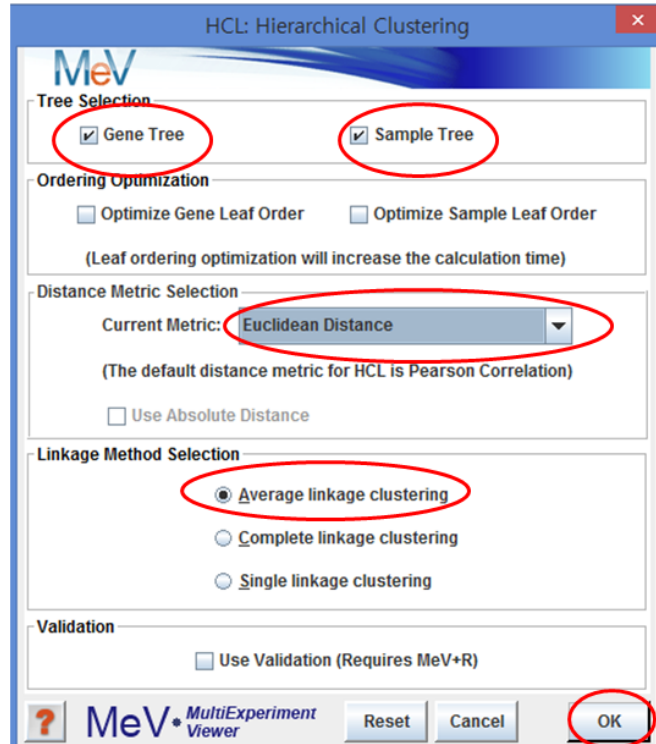 HCL: Hierarchical Clustering
×
MeV
Tree Selection
Gene Tree Sample Tree
Ordering Optimization
Optimize Gene Leaf Order Optimize Sample Leaf Order
(Leaf ordering optimization will increase the calculation time)
Distance Metric Selection
Current Metric: Euclidean Distance
(The default distance metric for HCL is Pearson Correlation)
Use Absolute Distance
Linkage Method Selection
Average linkage clustering
Complete linkage clustering
Single linkage clustering
Validation
Use Validation (Requires MeV+R)
? MeV • MultiExperiment Viewer Reset Cancel OK